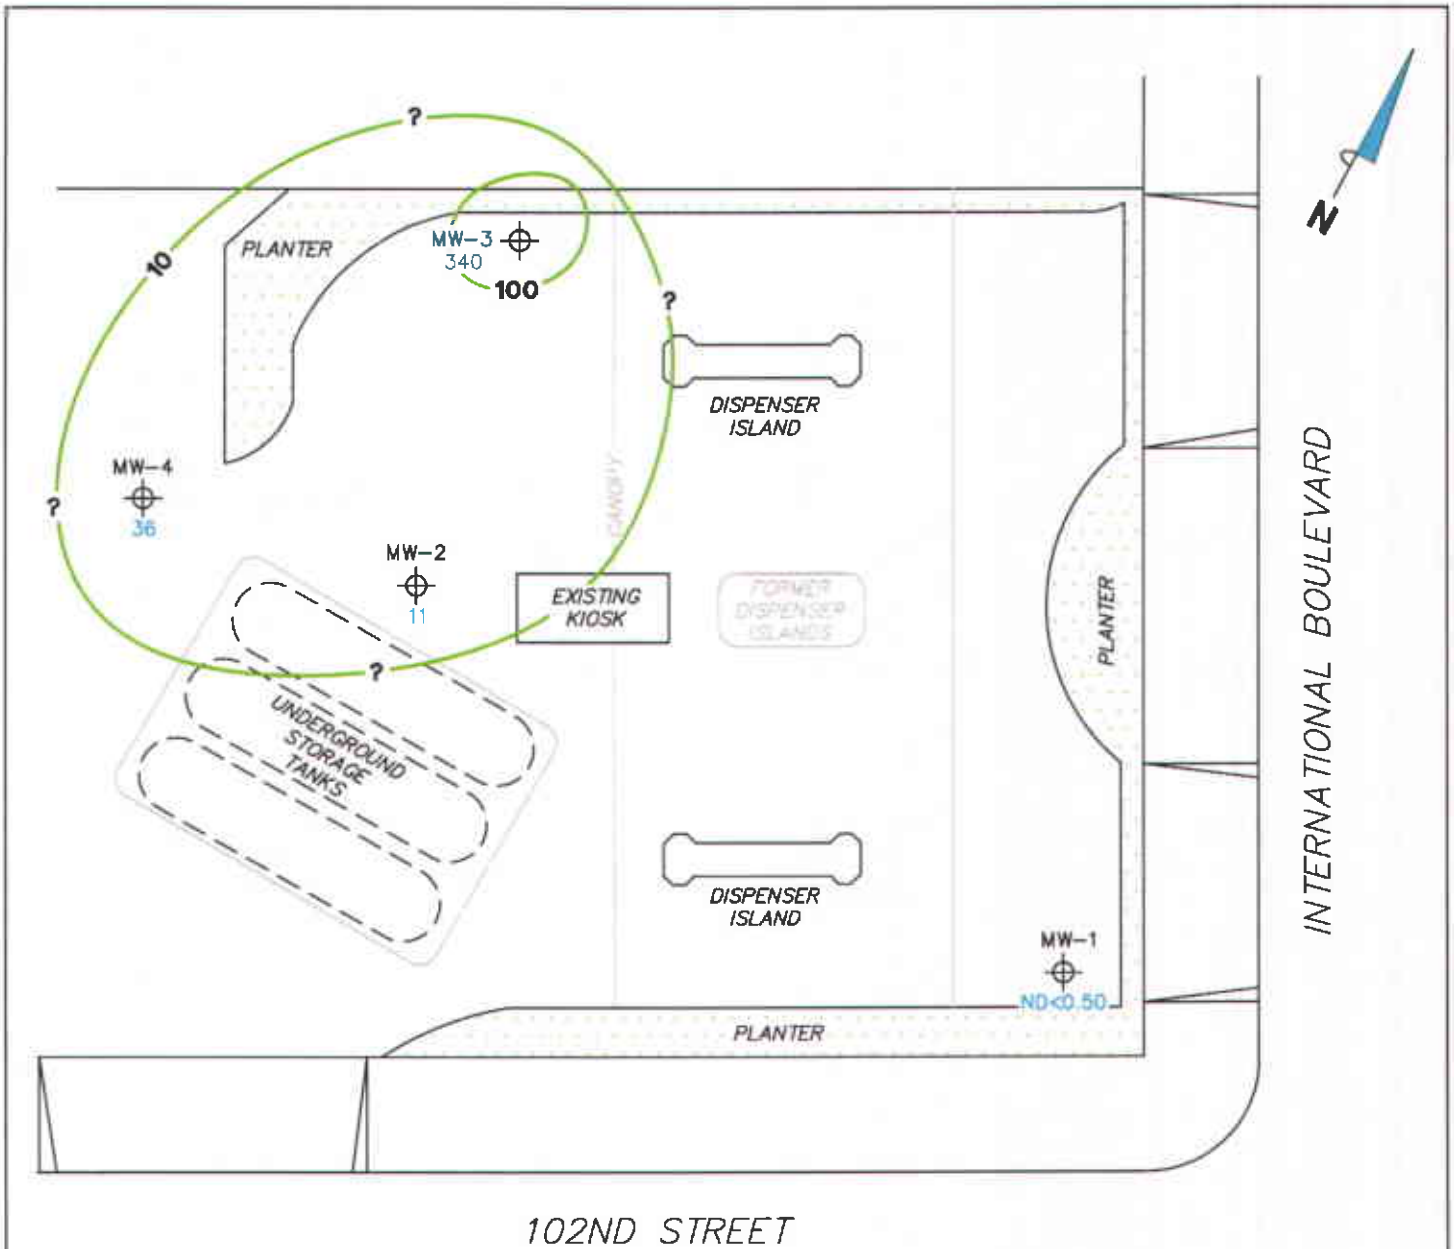 ?
N
MW-3
340
100
10
PLANTER
?
DISPENSER
ISLAND
MW-4
36
?
CANOPY
MW-2
11
EXISTING
KIOSK
FORMER
DISPENSER
ISLANDS
PLANTER
INTERNATIONAL BOULEVARD
?
UNDERGROUND
STORAGE
TANKS
DISPENSER
ISLAND
MW-1
ND<0.50
PLANTER
102ND STREET